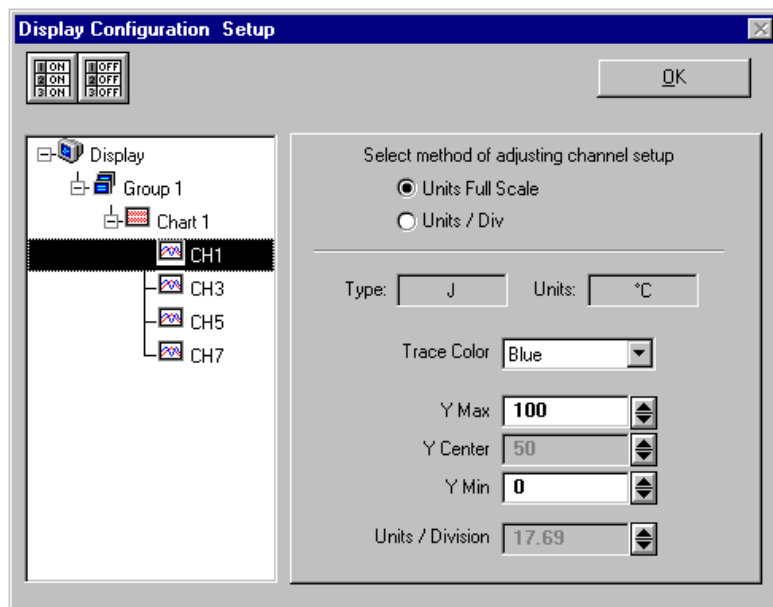 Display Configuration Setup
1 ON 1 OFF
2 ON 2 OFF
3 ON 3 OFF
OK
Display
Group 1
Chart 1
CH1
CH3
CH5
CH7
Select method of adjusting channel setup
Units Full Scale
Units / Div
Type: J Units: °C
Trace Color Blue
Y Max 100
Y Center 50
Y Min 0
Units / Division 17.69